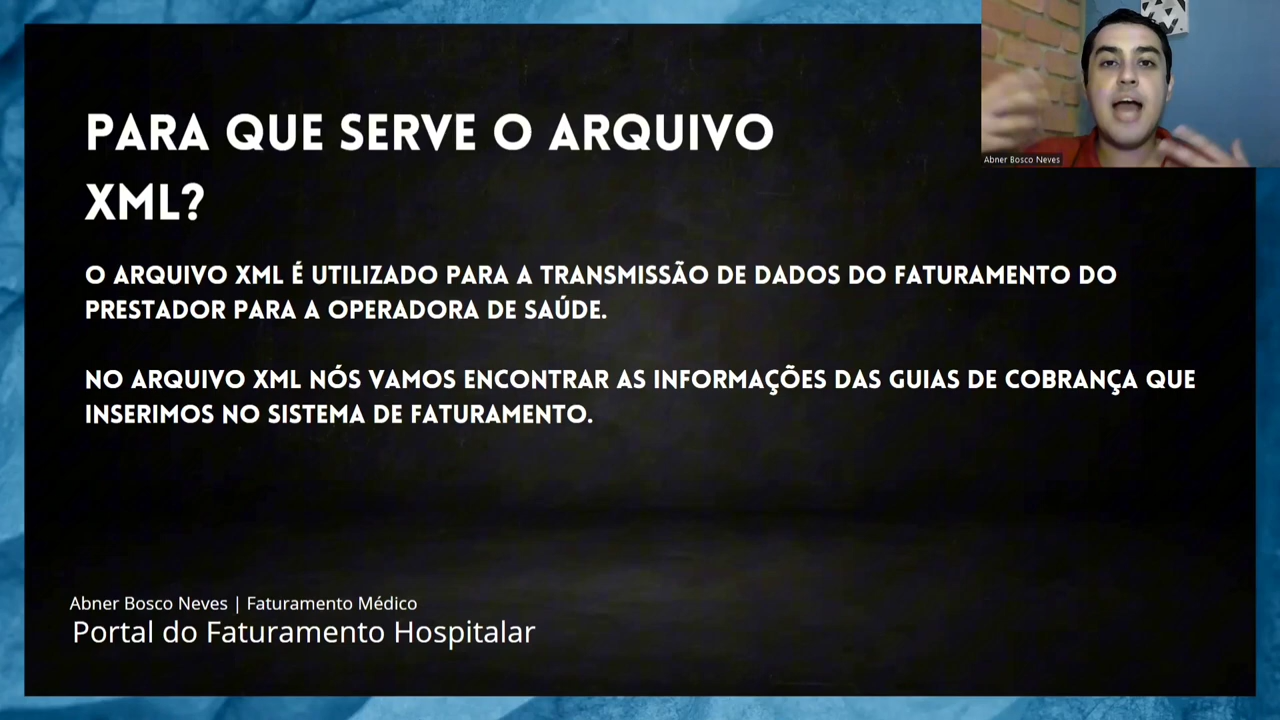 PARA QUE SERVE O ARQUIVO
XML?
O ARQUIVO XML É UTILIZADO PARA A TRANSMISSÃO DE DADOS DO FATURAMENTO DO
PRESTADOR PARA A OPERADORA DE SAÚDE.
NO ARQUIVO XML NÓS VAMOS ENCONTRAR AS INFORMAÇÕES DAS GUIAS DE COBRANÇA QUE
INSERIMOS NO SISTEMA DE FATURAMENTO.
Abner Bosco Neves
Abner Bosco Neves | Faturamento Médico
Portal do Faturamento Hospitalar